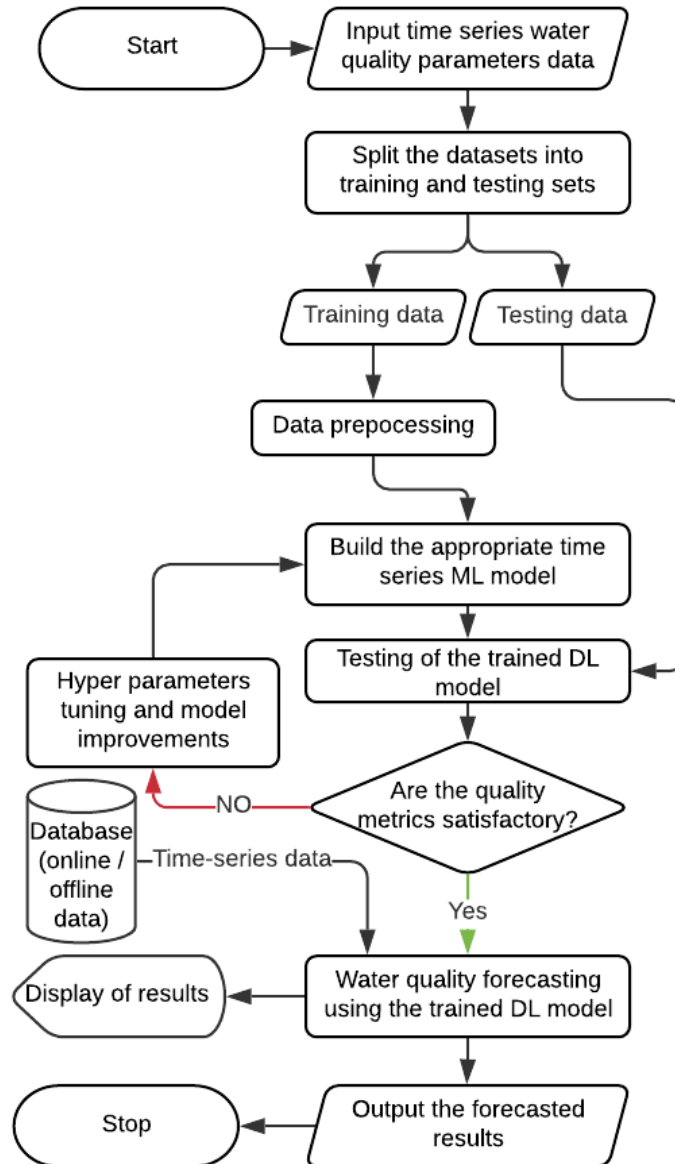 Start
Input time series water
quality parameters data
Split the datasets into
training and testing sets
Training data
Testing data
Data prepocessing
Build the appropriate time
series ML model
Testing of the trained DL
model
Hyper parameters
tuning and model
improvements
Are the quality
metrics satisfactory?
NO
Database
(online /
offline
data)
Time-series data
Yes
Water quality forecasting
using the trained DL model
Display of results
Output the forecasted
results
Stop